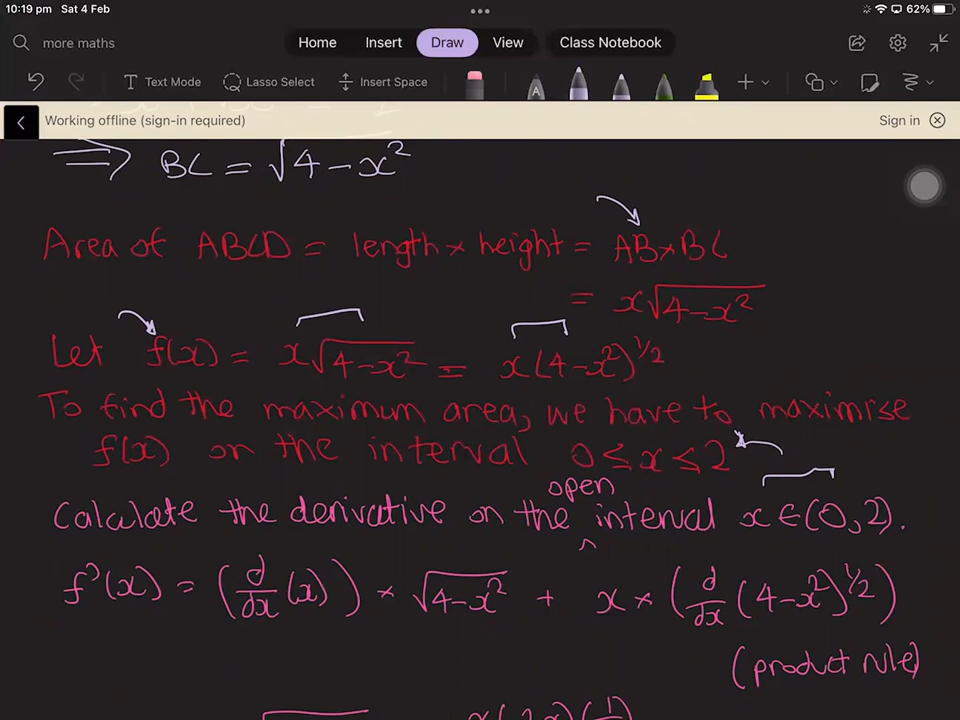 10:19 pm Sat 4 Feb
62%
more maths
Home Insert Draw View Class Notebook
Text Mode Lasso Select Insert Space
Working offline (sign-in required)
Sign in
⟹ BC = √4-x²
Area of ABCD = length × height = AB×BC
= x√4-x²
Let f(x) = x√4-x² = x(4-x²)^1/2
To find the maximum area, we have to maximise
f(x) on the interval 0 ≤ x ≤ 2
open
Calculate the derivative on the ^ interval x ∈ (0,2).
f'(x) = (d/dx (x)) × √4-x² + x × (d/dx (4-x²)^1/2)
(product rule)